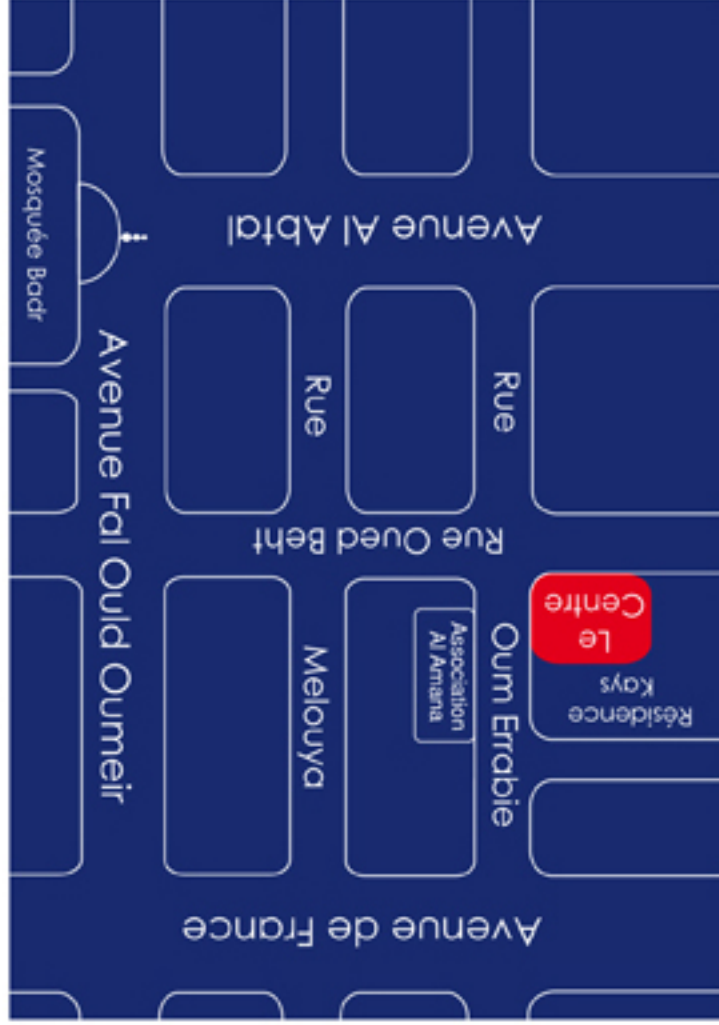 Avenue de France
Résidence
Kays
Le
Centre
Rue Oum Errabie
Association
Al Amana
Rue Melouya
Avenue Fal Ould Oumeir
Rue Oued Beht
Avenue Al Abtal
Mosquée Badr